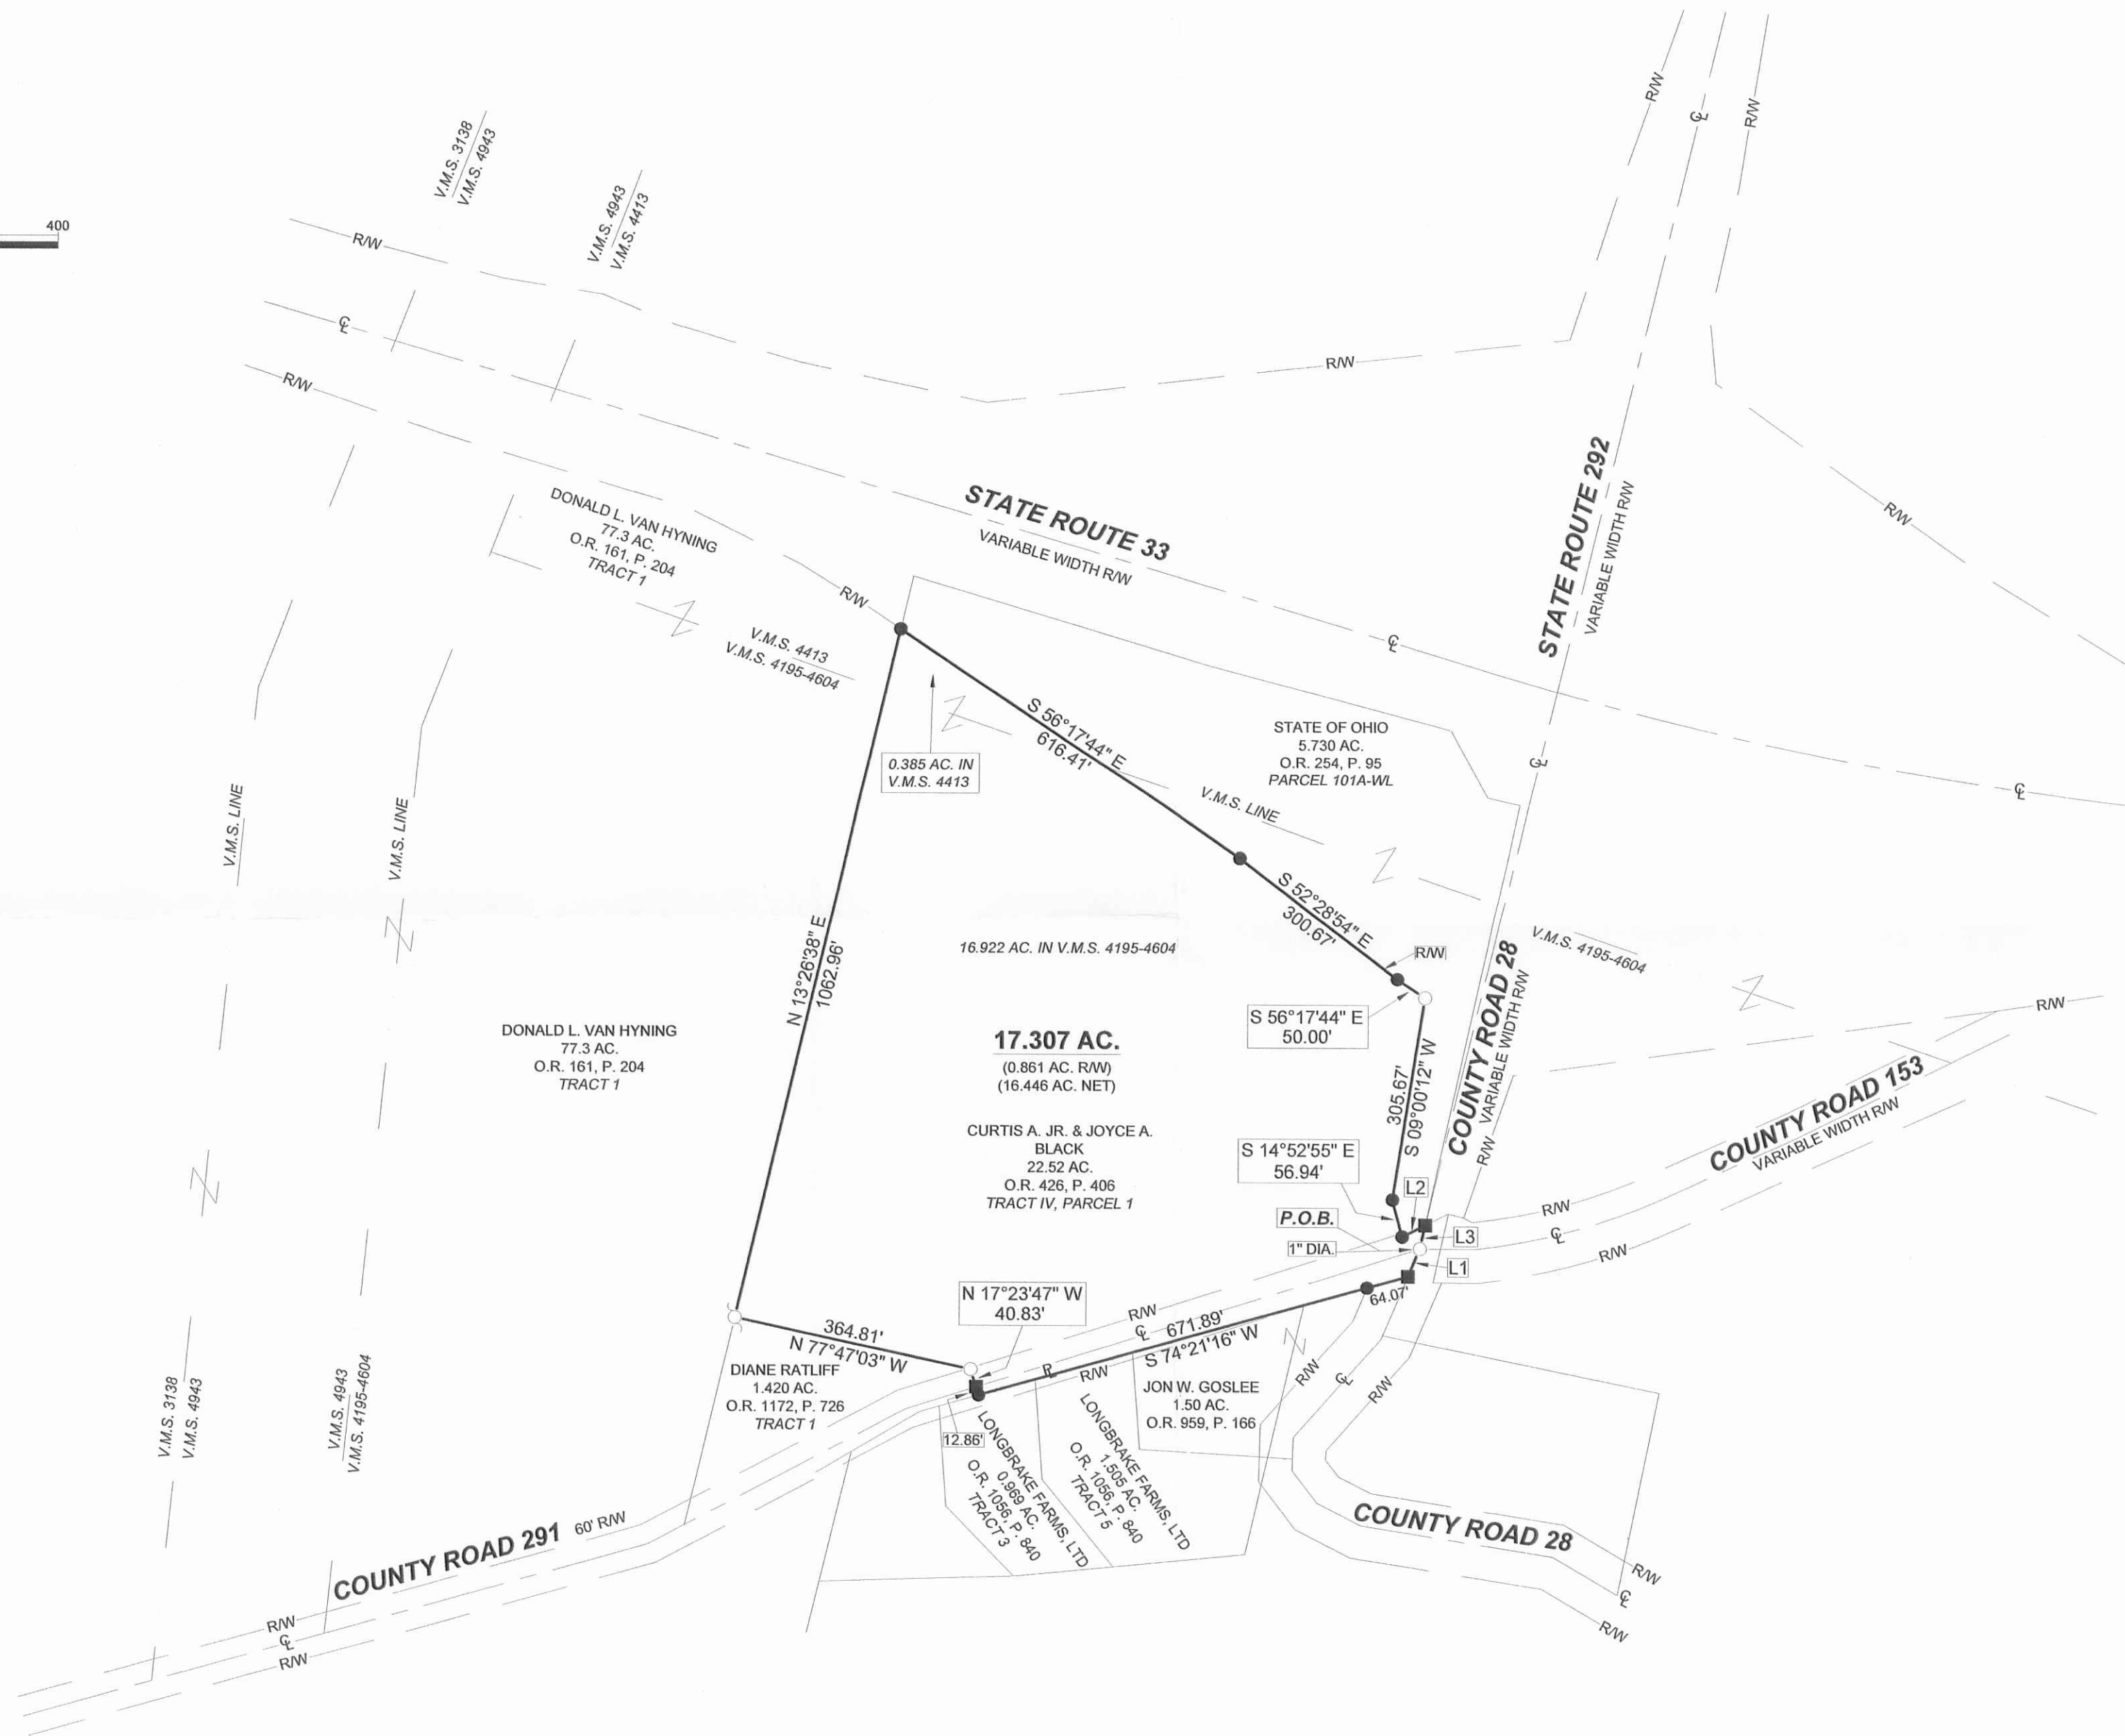 400
V.M.S. 3138
V.M.S. 4943
V.M.S. 4943
V.M.S. 4413
R/W
R/W
R/W
R/W
R/W
R/W
R/W
STATE ROUTE 33
VARIABLE WIDTH R/W
STATE ROUTE 292
VARIABLE WIDTH R/W
DONALD L. VAN HYNING
77.3 AC.
O.R. 161, P. 204
TRACT 1
V.M.S. 4413
V.M.S. 4195-4604
0.385 AC. IN
V.M.S. 4413
S 56°17'44" E
616.41'
STATE OF OHIO
5.730 AC.
O.R. 254, P. 95
PARCEL 101A-WL
V.M.S. LINE
V.M.S. LINE
V.M.S. LINE
S 52°28'54" E
300.67'
R/W
V.M.S. 4195-4604
N 13°26'38" E
1062.96'
16.922 AC. IN V.M.S. 4195-4604
S 56°17'44" E
50.00'
COUNTY ROAD 28
VARIABLE WIDTH R/W
R/W
R/W
DONALD L. VAN HYNING
77.3 AC.
O.R. 161, P. 204
TRACT 1
17.307 AC.
(0.861 AC. R/W)
(16.446 AC. NET)
CURTIS A. JR. & JOYCE A.
BLACK
22.52 AC.
O.R. 426, P. 406
TRACT IV, PARCEL 1
305.67'
S 09°00'12" W
S 14°52'55" E
56.94'
COUNTY ROAD 153
VARIABLE WIDTH R/W
L2
P.O.B.
1" DIA.
L3
L1
R/W
R/W
64.07'
N 17°23'47" W
40.83'
R/W
671.89'
S 74°21'16" W
R/W
364.81'
N 77°47'03" W
DIANE RATLIFF
1.420 AC.
O.R. 1172, P. 726
TRACT 1
12.86'
LONGBRAKE FARMS, LTD
0.969 AC.
O.R. 1056, P. 840
TRACT 3
LONGBRAKE FARMS, LTD
1.505 AC.
O.R. 1056, P. 840
TRACT 5
JON W. GOSLEE
1.50 AC.
O.R. 959, P. 166
R/W
R/W
V.M.S. 3138
V.M.S. 4943
V.M.S. 4943
V.M.S. 4195-4604
COUNTY ROAD 291
60' R/W
COUNTY ROAD 28
R/W
R/W
R/W
R/W